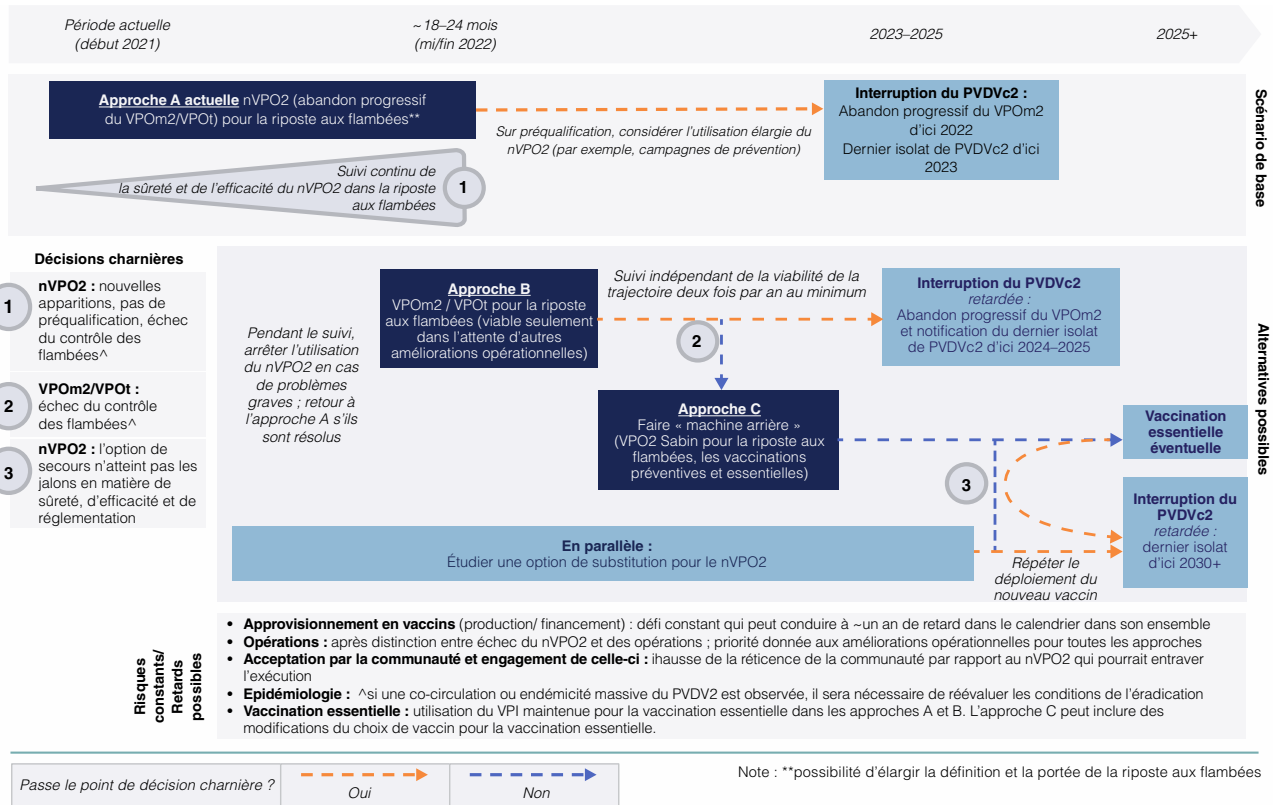 Période actuelle
(début 2021)
~18–24 mois
(mi/fin 2022)
2023–2025
2025+
Approche A actuelle nVPO2 (abandon progressif
du VPOm2/VPOt) pour la riposte aux flambées**
Sur préqualification, considérer l'utilisation élargie du
nVPO2 (par exemple, campagnes de prévention)
Interruption du PVDVc2 :
Abandon progressif du VPOm2
d'ici 2022
Dernier isolat de PVDVc2 d'ici
2023
Suivi continu de
la sûreté et de l'efficacité du nVPO2 dans la riposte
aux flambées
1
Scénario de base
Décisions charnières
1
nVPO2 : nouvelles
apparitions, pas de
préqualification, échec
du contrôle des
flambées^
2
VPOm2/VPOt :
échec du contrôle
des flambées^
3
nVPO2 : l'option de
secours n'atteint pas les
jalons en matière de
sûreté, d'efficacité et de
réglementation
Pendant le suivi,
arrêter l'utilisation
du nVPO2 en cas
de problèmes
graves ; retour à
l'approche A s'ils
sont résolus
Approche B
VPOm2 / VPOt pour la riposte
aux flambées (viable seulement
dans l'attente d'autres
améliorations opérationnelles)
Suivi indépendant de la viabilité de la
trajectoire deux fois par an au minimum
2
Interruption du PVDVc2
retardée :
Abandon progressif du VPOm2
et notification du dernier isolat
de PVDVc2 d'ici 2024–2025
Approche C
Faire « machine arrière »
(VPO2 Sabin pour la riposte aux
flambées, les vaccinations
préventives et essentielles)
3
Vaccination
essentielle
éventuelle
Interruption du
PVDVc2
retardée :
dernier isolat
d'ici 2030+
En parallèle :
Étudier une option de substitution pour le nVPO2
Répéter le
déploiement du
nouveau vaccin
Alternatives possibles
Risques
constants/
Retards
possibles
• Approvisionnement en vaccins (production/ financement) : défi constant qui peut conduire à ~un an de retard dans le calendrier dans son ensemble
• Opérations : après distinction entre échec du nVPO2 et des opérations ; priorité donnée aux améliorations opérationnelles pour toutes les approches
• Acceptation par la communauté et engagement de celle-ci : ihausse de la réticence de la communauté par rapport au nVPO2 qui pourrait entraver
l'exécution
• Epidémiologie : ^si une co-circulation ou endémicité massive du PVDV2 est observée, il sera nécessaire de réévaluer les conditions de l'éradication
• Vaccination essentielle : utilisation du VPI maintenue pour la vaccination essentielle dans les approches A et B. L'approche C peut inclure des
modifications du choix de vaccin pour la vaccination essentielle.
Passe le point de décision charnière ?
Oui
Non
Note : **possibilité d'élargir la définition et la portée de la riposte aux flambées